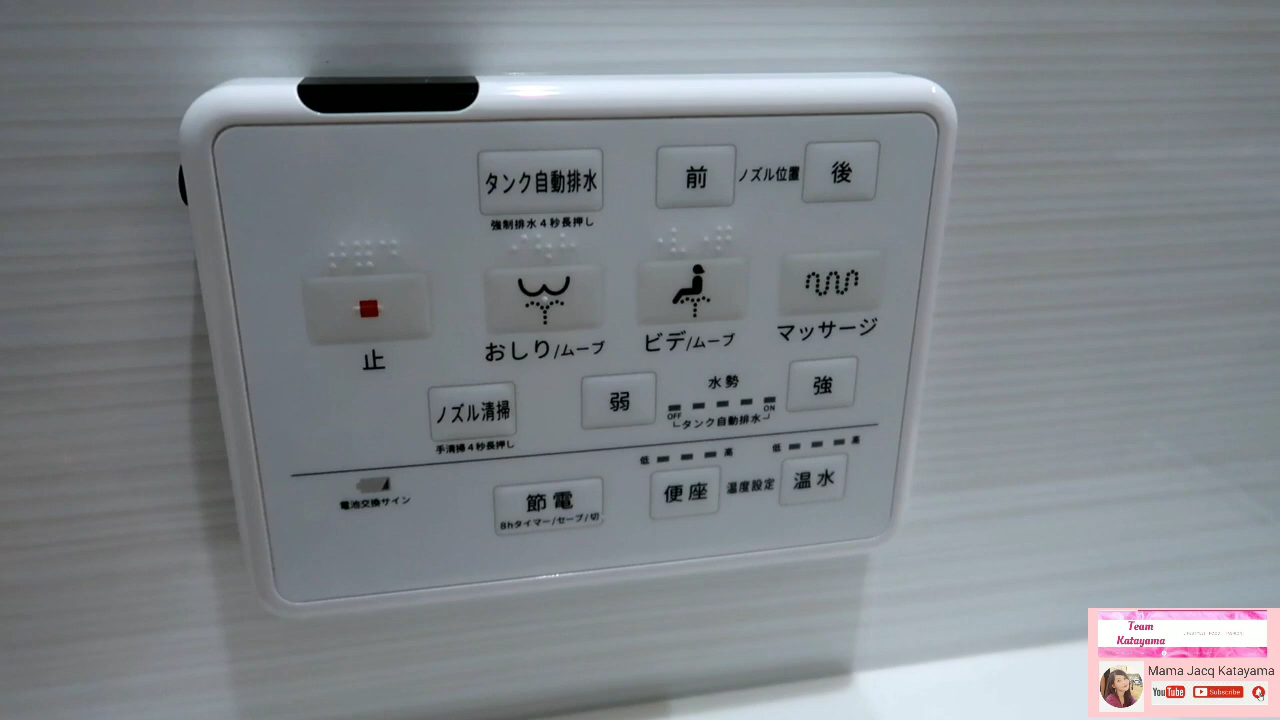 タンク自動排水
強制排水4秒長押し
前
ノズル位置
後
止
おしり/ムーブ
ビデ/ムーブ
マッサージ
ノズル清掃
手清掃4秒長押し
弱
水勢
OFF
ON
タンク自動排水
強
電池交換サイン
節電
8hタイマー/セーブ/切
低
高
便座
温度設定
低
高
温水
Team
Katayama
Mama Jacq Katayama
YouTube
Subscribe